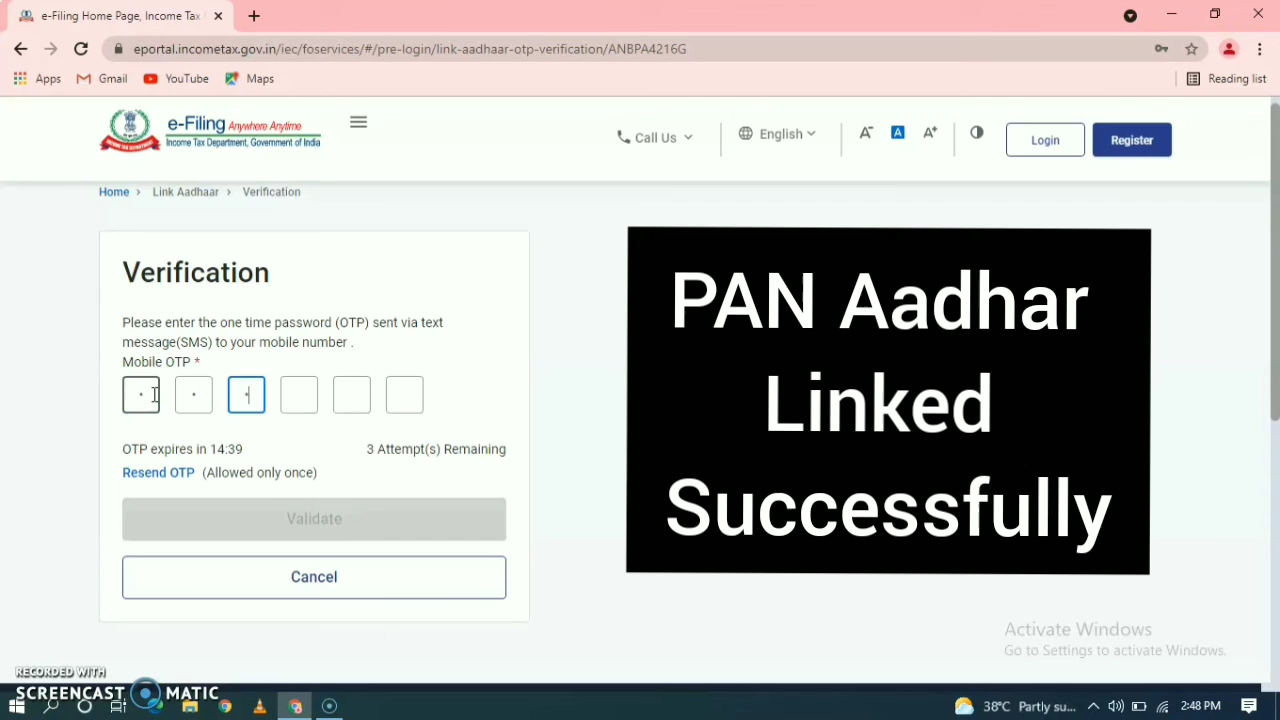 e-Filing Home Page, Income Tax
eportal.incometax.gov.in/iec/foservices/#/pre-login/link-aadhaar-otp-verification/ANBPA4216G
Apps Gmail YouTube Maps Reading list
e-Filing Anywhere Anytime
Income Tax Department, Government of India
Call Us English A- A A+ Login Register
Home > Link Aadhaar > Verification
Verification
Please enter the one time password (OTP) sent via text
message(SMS) to your mobile number .
Mobile OTP *
OTP expires in 14:39 3 Attempt(s) Remaining
Resend OTP (Allowed only once)
Validate
Cancel
PAN Aadhar
Linked
Successfully
Activate Windows
Go to Settings to activate Windows.
RECORDED WITH
SCREENCAST MATIC
38°C Partly su... 2:48 PM